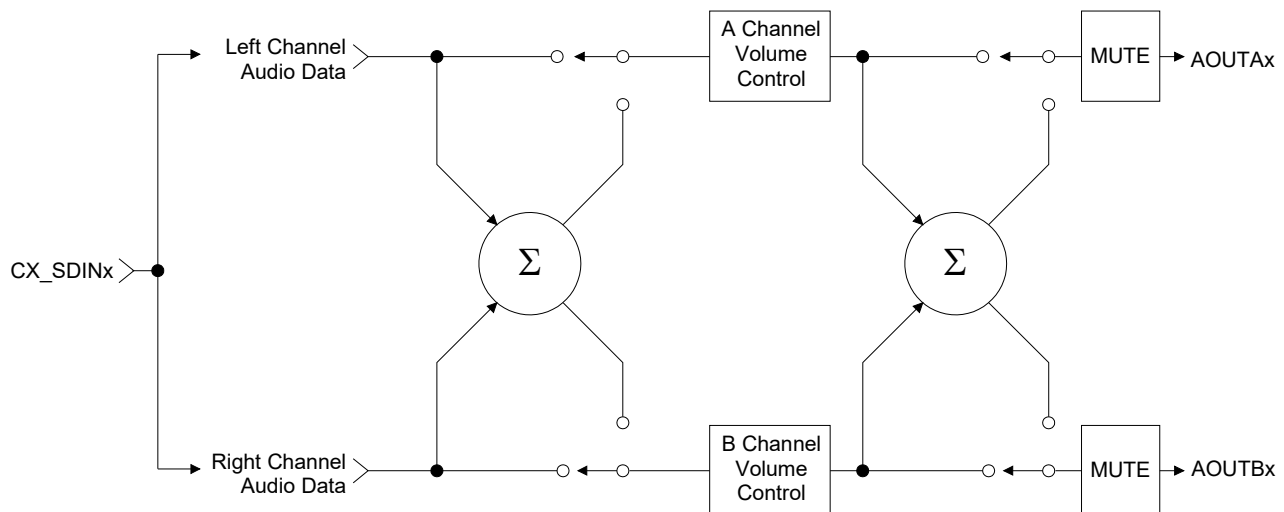 Left Channel
Audio Data
A Channel
Volume
Control
MUTE
AOUTAx
Σ
Σ
CX_SDINx
Right Channel
Audio Data
B Channel
Volume
Control
MUTE
AOUTBx